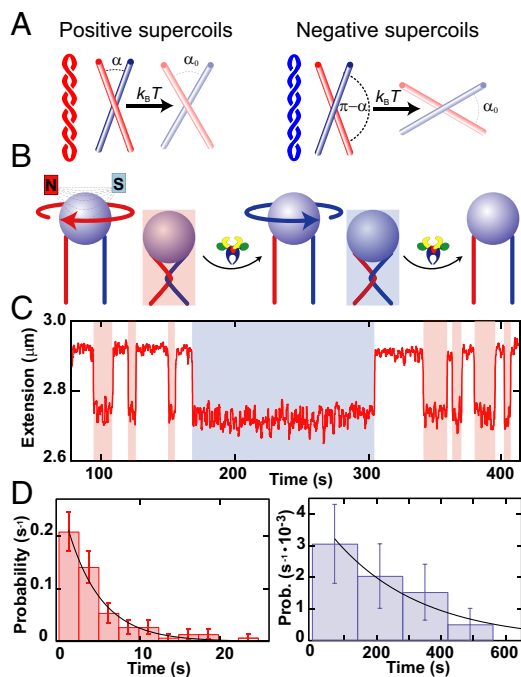 A
Positive supercoils
Negative supercoils
α
kBT
α0
π-α
kBT
α0
B
N
S
C
3.0
2.8
2.6
Extension (μm)
100
200
300
400
Time (s)
D
0.2
0.1
0
Probability (s⁻¹)
0
10
20
Time (s)
5
4
3
2
1
0
Prob. (s⁻¹·10⁻³)
0
200
400
600
Time (s)